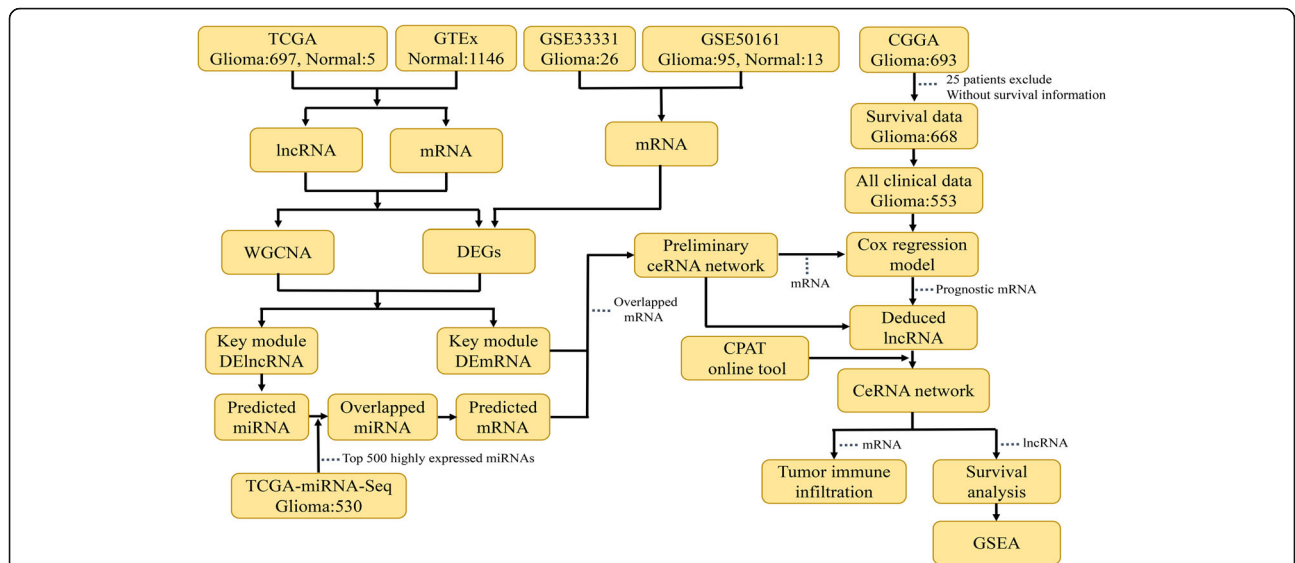 TCGA
Glioma:697, Normal:5
GTEx
Normal:1146
GSE33331
Glioma:26
GSE50161
Glioma:95, Normal:13
CGGA
Glioma:693
25 patients exclude
Without survival information
lncRNA
mRNA
mRNA
Survival data
Glioma:668
All clinical data
Glioma:553
WGCNA
DEGs
Preliminary
ceRNA network
mRNA
Cox regression
model
Prognostic mRNA
Overlapped
mRNA
Key module
DElncRNA
Key module
DEmRNA
Deduced
lncRNA
CPAT
online tool
CeRNA network
Predicted
miRNA
Overlapped
miRNA
Predicted
mRNA
Top 500 highly expressed miRNAs
TCGA-miRNA-Seq
Glioma:530
mRNA
lncRNA
Tumor immune
infiltration
Survival
analysis
GSEA